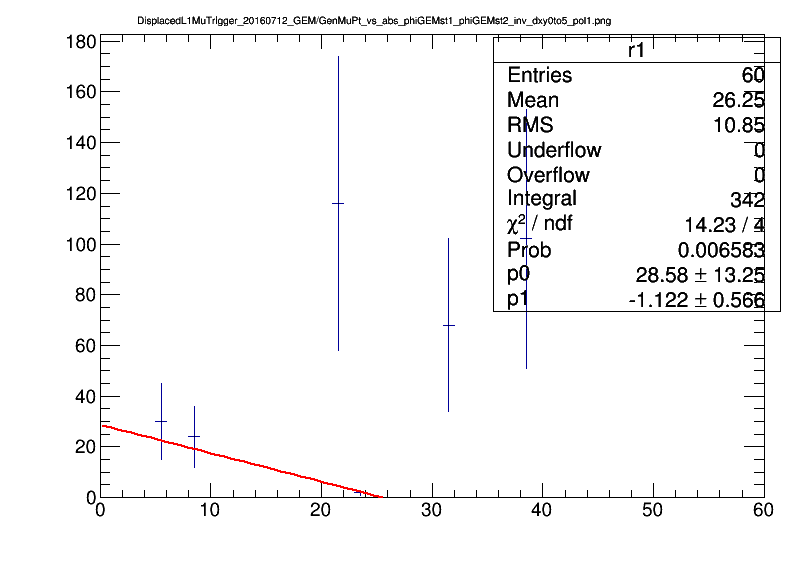 DisplacedL1MuTrIgger_20160712_GEM/GenMuPt_vs_abs_phiGEMst1_phiGEMst2_inv_dxy0to5_pol1.png
r1
Entries 60
Mean 26.25
RMS 10.85
Underflow 0
Overflow 0
Integral 342
χ² / ndf 14.23 / 4
Prob 0.006583
p0 28.58 ± 13.25
p1 -1.122 ± 0.566
180
160
140
120
100
80
60
40
20
0
0 10 20 30 40 50 60